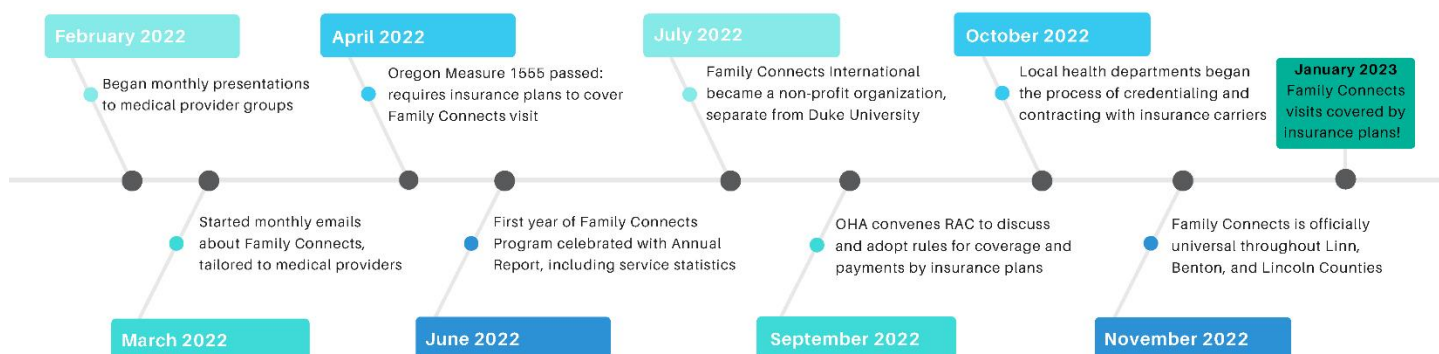 February 2022
Began monthly presentations
to medical provider groups
March 2022
Started monthly emails
about Family Connects,
tailored to medical providers
April 2022
Oregon Measure 1555 passed:
requires insurance plans to cover
Family Connects visit
June 2022
First year of Family Connects
Program celebrated with Annual
Report, including service statistics
July 2022
Family Connects International
became a non-profit organization,
separate from Duke University
September 2022
OHA convenes RAC to discuss
and adopt rules for coverage and
payments by insurance plans
October 2022
Local health departments began
the process of credentialing and
contracting with insurance carriers
November 2022
Family Connects is officially
universal throughout Linn,
Benton, and Lincoln Counties
January 2023
Family Connects
visits covered by
insurance plans!